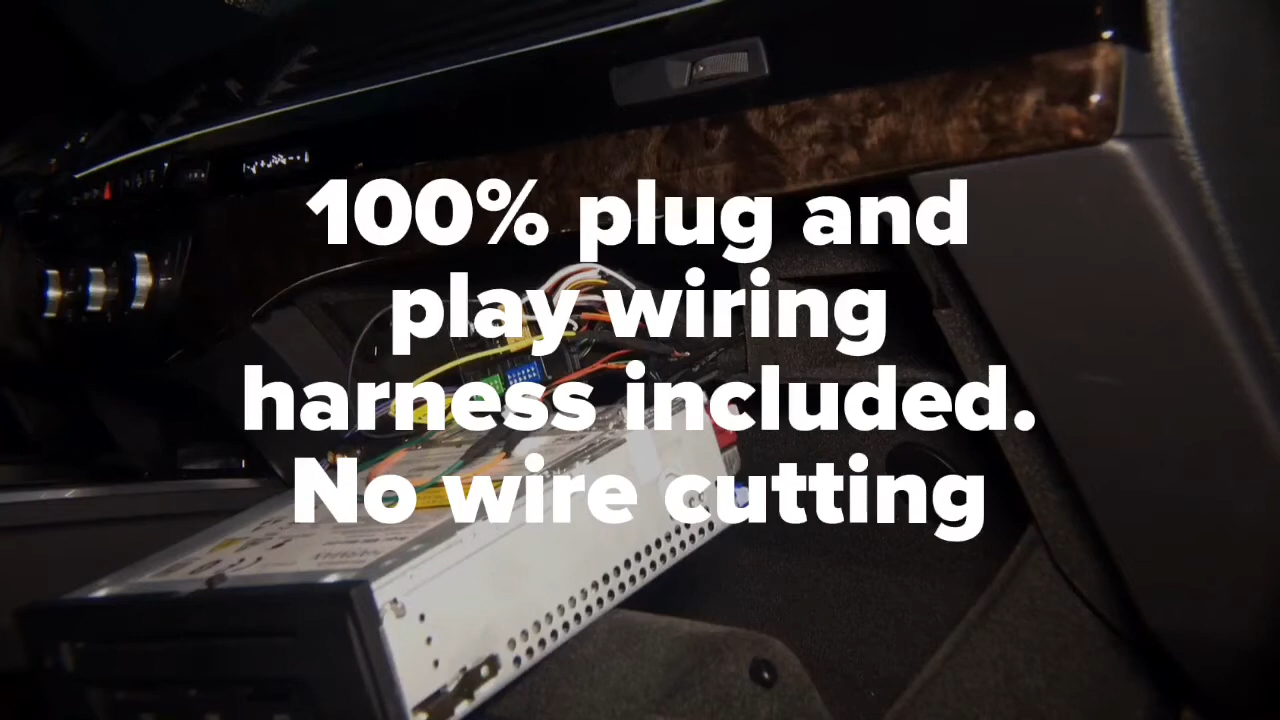 100% plug and
play wiring
harness included.
No wire cutting